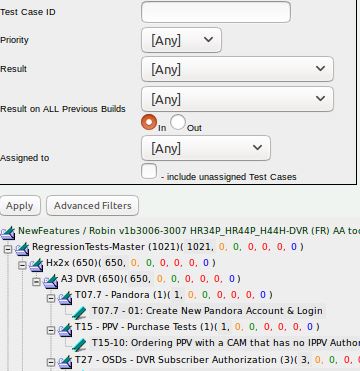 Test Case ID
Priority
[Any]
Result
[Any]
Result on ALL Previous Builds
[Any]
In Out
Assigned to
[Any]
- include unassigned Test Cases
Apply Advanced Filters
NewFeatures / Robin v1b3006-3007 HR34P_HR44P_H44H-DVR (FR) AA
RegressionTests-Master (1021)( 1021, 0, 0, 0, 0, 0, 0 )
Hx2x (650)( 650, 0, 0, 0, 0, 0, 0 )
A3 DVR (650)( 650, 0, 0, 0, 0, 0, 0 )
T07.7 - Pandora (1)( 1, 0, 0, 0, 0, 0, 0 )
T07.7 - 01: Create New Pandora Account & Login
T15 - PPV - Purchase Tests (1)( 1, 0, 0, 0, 0, 0, 0 )
T15-10: Ordering PPV with a CAM that has no IPPV
T27 - OSDs - DVR Subscriber Authorization (3)( 3, 0, 0, 0,